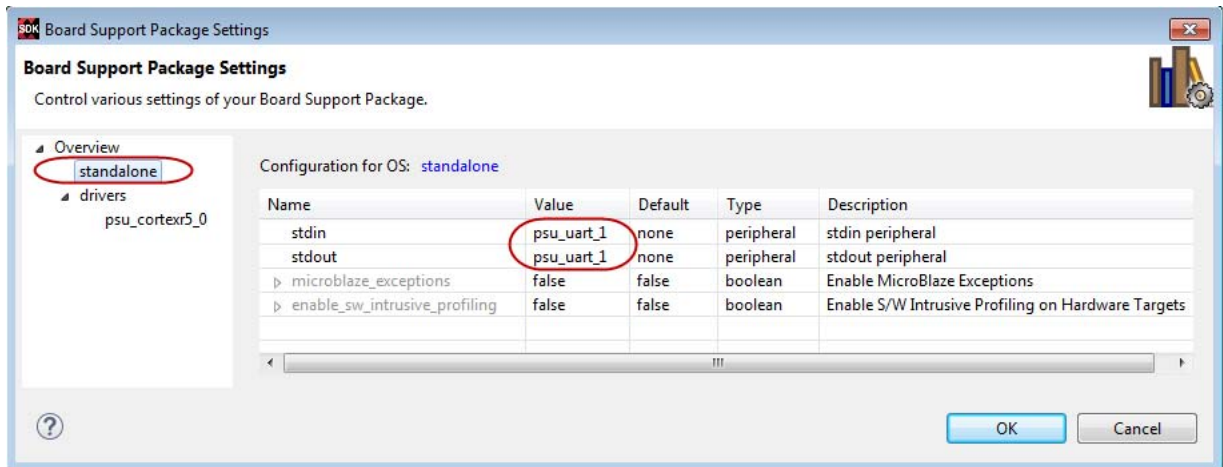 SDK Board Support Package Settings
Board Support Package Settings
Control various settings of your Board Support Package.
Overview
standalone
drivers
psu_cortexr5_0
Configuration for OS: standalone
Name Value Default Type Description
stdin psu_uart_1 none peripheral stdin peripheral
stdout psu_uart_1 none peripheral stdout peripheral
microblaze_exceptions false false boolean Enable MicroBlaze Exceptions
enable_sw_intrusive_profiling false false boolean Enable S/W Intrusive Profiling on Hardware Targets
OK Cancel